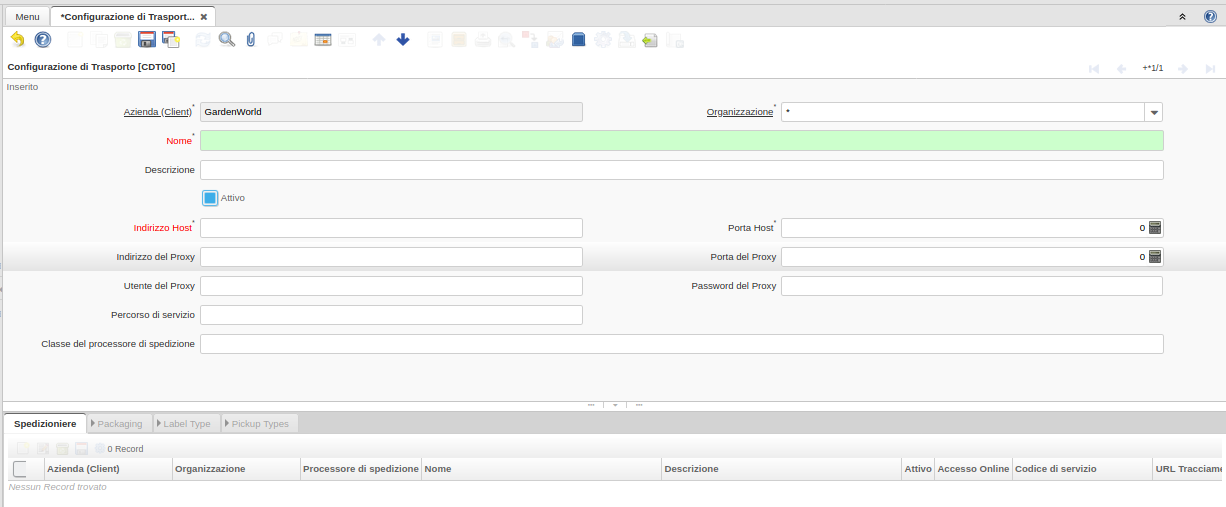 Menu *Configurazione di Trasport...
Configurazione di Trasporto [CDT00] +*1/1
Inserito
Azienda (Client)* GardenWorld Organizzazione* *
Nome*
Descrizione
Attivo
Indirizzo Host* Porta Host* 0
Indirizzo del Proxy Porta del Proxy 0
Utente del Proxy Password del Proxy
Percorso di servizio
Classe del processore di spedizione
Spedizioniere Packaging Label Type Pickup Types
0 Record
Azienda (Client) Organizzazione Processore di spedizione Nome Descrizione Attivo Accesso Online Codice di servizio URL Tracciame
Nessun Record trovato